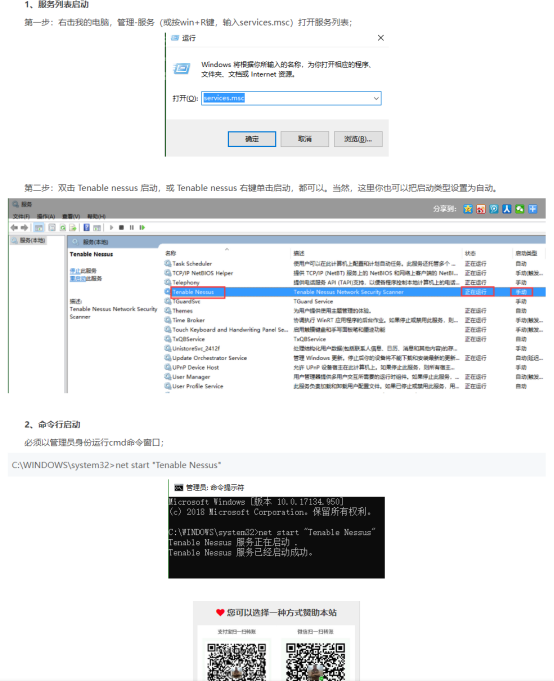 1、服务列表启动
第一步：右击我的电脑，管理-服务（或按win+R键，输入services.msc）打开服务列表；
运行
Windows 将根据你所输入的名称，为你打开相应的程序、
文件夹、文档或 Internet 资源。
打开(O): services.msc
确定 取消 浏览(B)...
第二步：双击 Tenable nessus 启动，或 Tenable nessus 右键单击启动，都可以。当然，这里你也可以把启动类型设置为自动。
服务
分享到:
文件(F) 操作(A) 查看(V) 帮助(H)
服务(本地) 服务(本地)
Tenable Nessus 名称 描述 状态 启动类型
Task Scheduler 使用户可以在此计算机上配置和计划自动任务。此服务还托管多个 ... 正在运行 自动
停止此服务 TCP/IP NetBIOS Helper 提供 TCP/IP (NetBT) 服务上的 NetBIOS 和网络上客户端的 NetBI... 正在运行 手动(触发...
重启动此服务 Telephony 提供电话服务 API (TAPI)支持，以便各程序控制本地计算机上的电话... 正在运行 手动
Tenable Nessus Tenable Nessus Network Security Scanner 正在运行 手动
描述: TGuardSvc TGuard Service 手动
Tenable Nessus Network Security Themes 为用户提供使用主题管理的体验。 正在运行 自动
Scanner Time Broker 协调执行 WinRT 应用程序的后台作业。如果停止或禁用此服务，则... 正在运行 手动(触发...
Touch Keyboard and Handwriting Panel Se... 启用触摸键盘和手写面板笔和墨迹功能 正在运行 手动(触发...
TxQBService TxQBService 正在运行 自动
UnistoreSvc_2412f 处理结构化用户数据(包括联系人信息、日历、消息和其他内容)的存... 手动
Update Orchestrator Service 管理 Windows 更新。停止后你的设备将不能下载和安装最新的更新... 正在运行 自动(延迟...
UPnP Device Host 允许 UPnP 设备宿主在此计算机上。如果停止此服务，则所有宿主... 手动
User Manager 用户管理器提供多用户交互所需要的运行时组件。如果停止此服务，... 正在运行 自动(触发...
User Profile Service 此服务负责加载和卸载用户配置文件。如果已停止或禁用此服务，用... 正在运行 自动
2、命令行启动
必须以管理员身份运行cmd命令窗口；
C:\WINDOWS\system32>net start "Tenable Nessus"
管理员: 命令提示符
Microsoft Windows [版本 10.0.17134.950]
(c) 2018 Microsoft Corporation。保留所有权利。
C:\WINDOWS\system32>net start "Tenable Nessus"
Tenable Nessus 服务正在启动 .
Tenable Nessus 服务已经启动成功。
您可以选择一种方式赞助本站
支付宝扫一扫转账 微信扫一扫转账